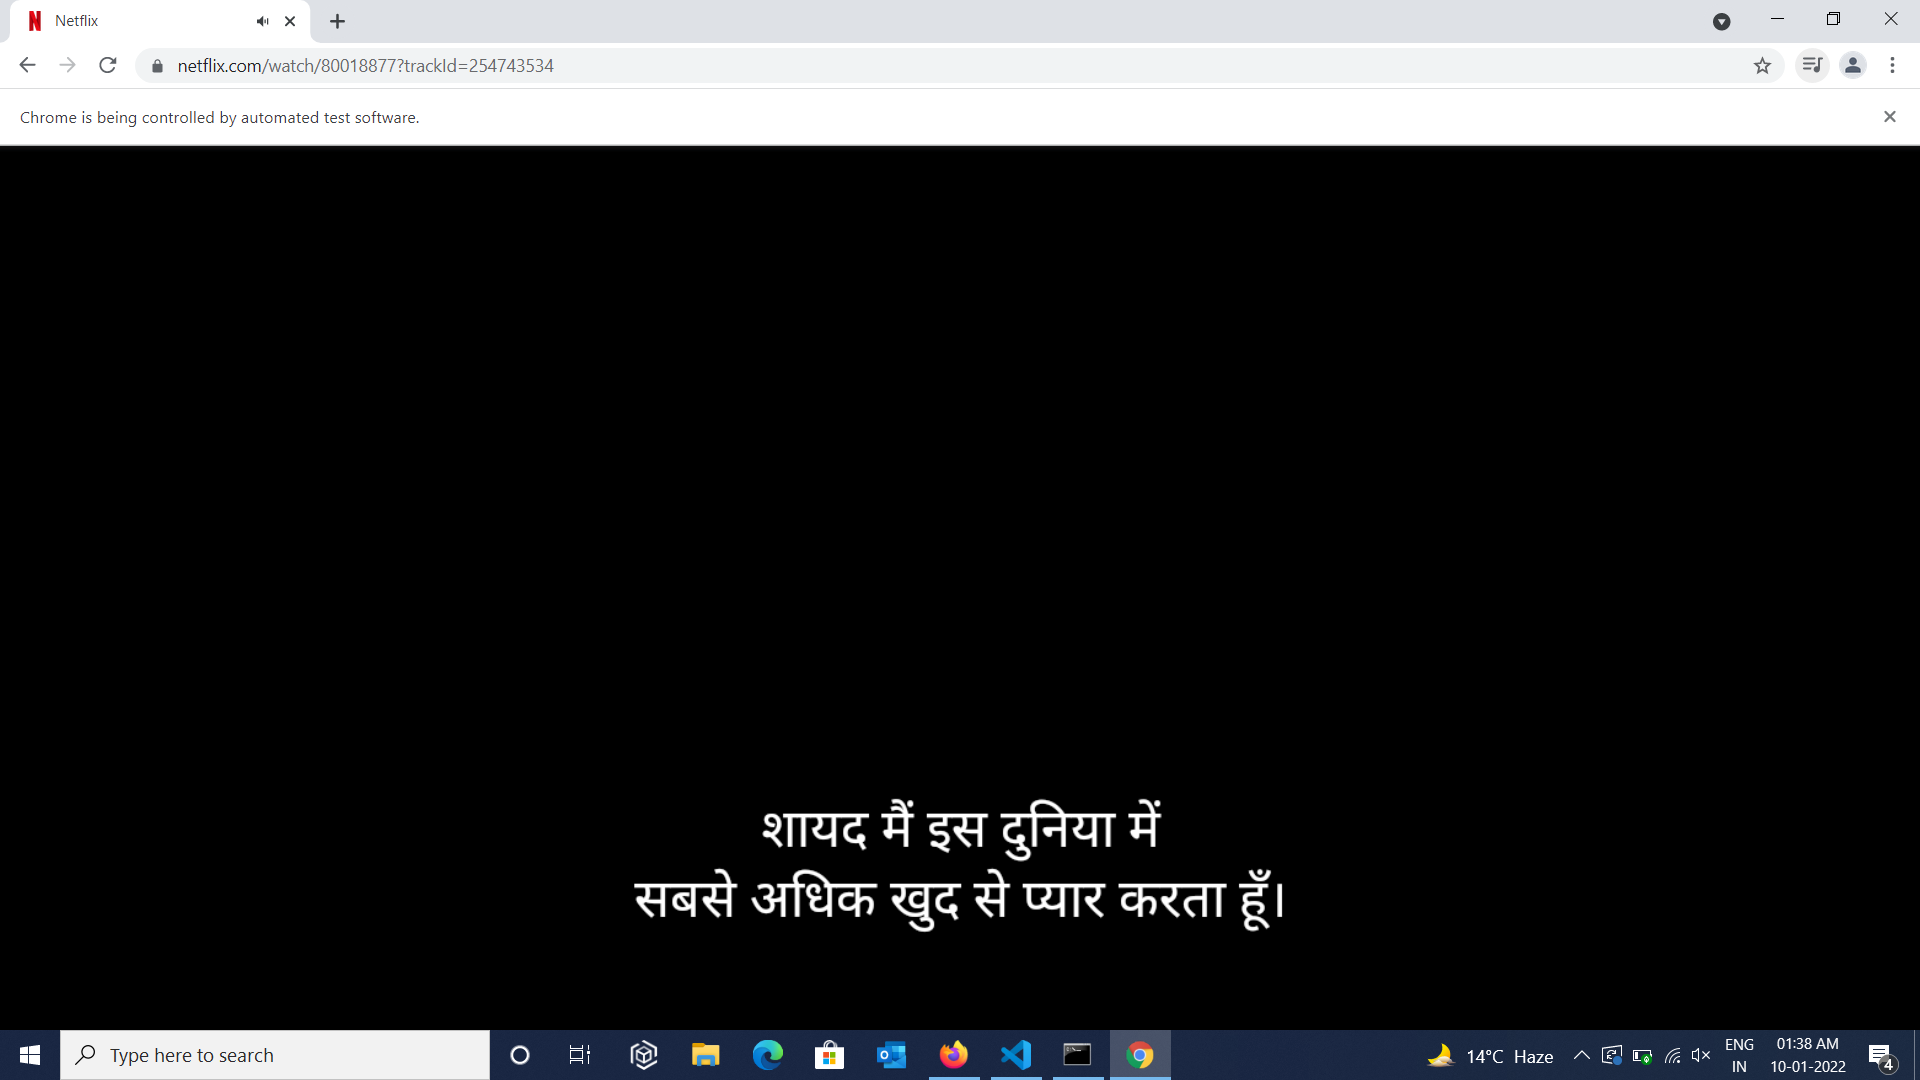 Netflix
netflix.com/watch/80018877?trackId=254743534
Chrome is being controlled by automated test software.
शायद मैं इस दुनिया में
सबसे अधिक खुद से प्यार करता हूँ।
Type here to search
14°C Haze
ENG
IN
01:38 AM
10-01-2022
4